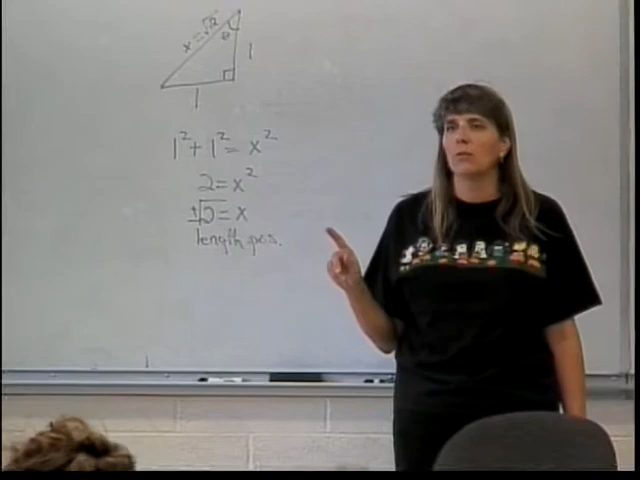 x = √2
θ
1
1
1² + 1² = x²
2 = x²
±√2 = x
length pos.